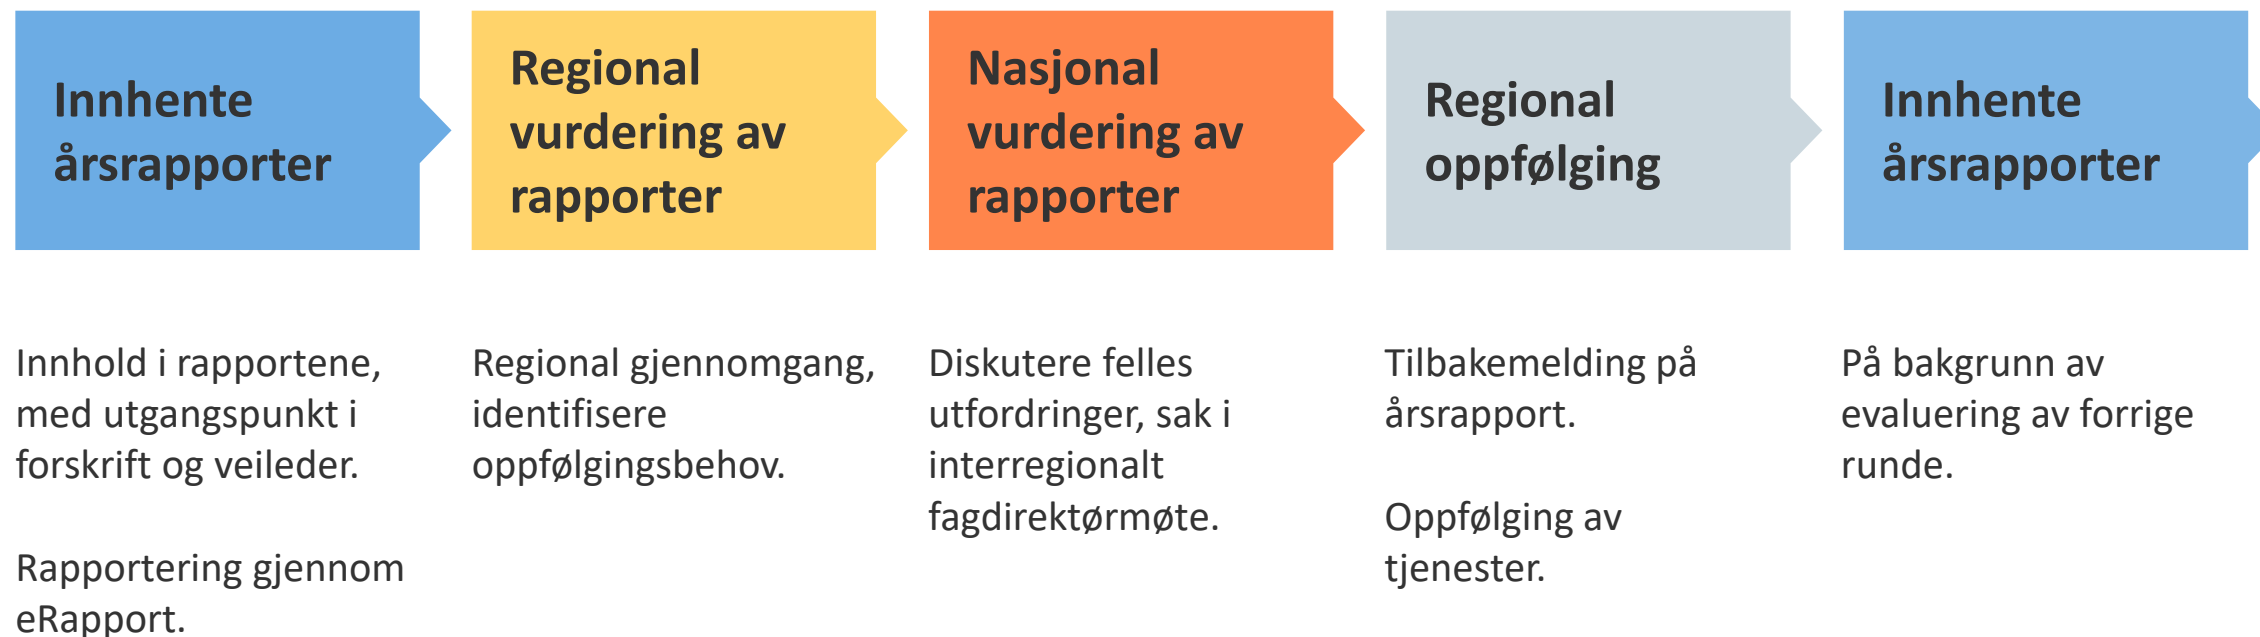 Innhente
årsrapporter
Regional
vurdering av
rapporter
Nasjonal
vurdering av
rapporter
Regional
oppfølging
Innhente
årsrapporter
Innhold i rapportene,
med utgangspunkt i
forskrift og veileder.
Rapportering gjennom
eRapport.
Regional gjennomgang,
identifisere
oppfølgingsbehov.
Diskutere felles
utfordringer, sak i
interregionalt
fagdirektørmøte.
Tilbakemelding på
årsrapport.
Oppfølging av
tjenester.
På bakgrunn av
evaluering av forrige
runde.